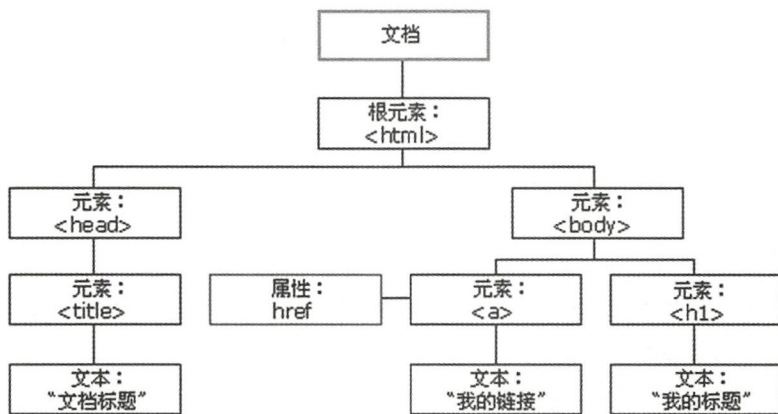 文档
根元素：
<html>
元素：
<head>
元素：
<body>
元素：
<title>
属性：
href
元素：
<a>
元素：
<h1>
文本：
“文档标题”
文本：
“我的链接”
文本：
“我的标题”